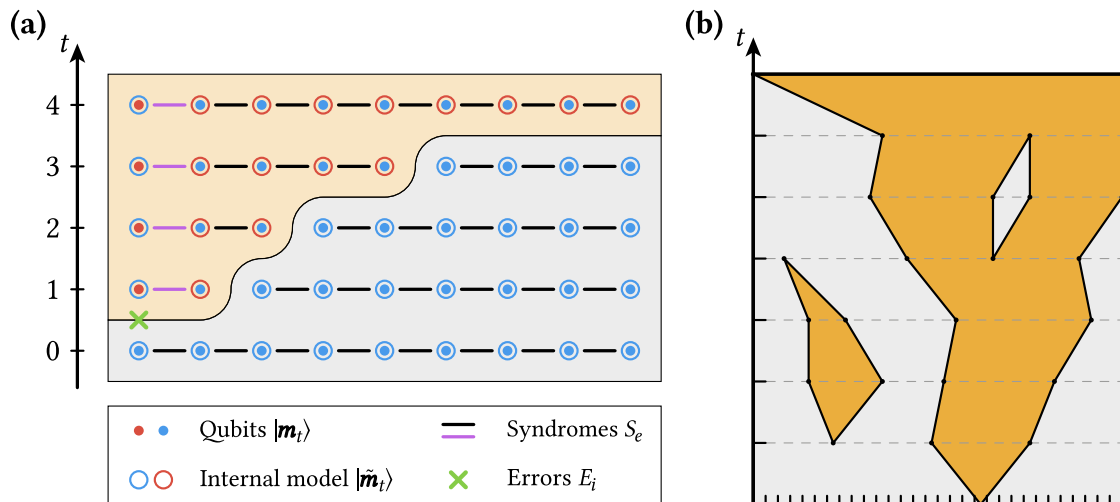 (a)
t
4
3
2
1
0
Qubits |m_t⟩
Syndromes S_e
Internal model |m̃_t⟩
Errors E_i
(b)
t